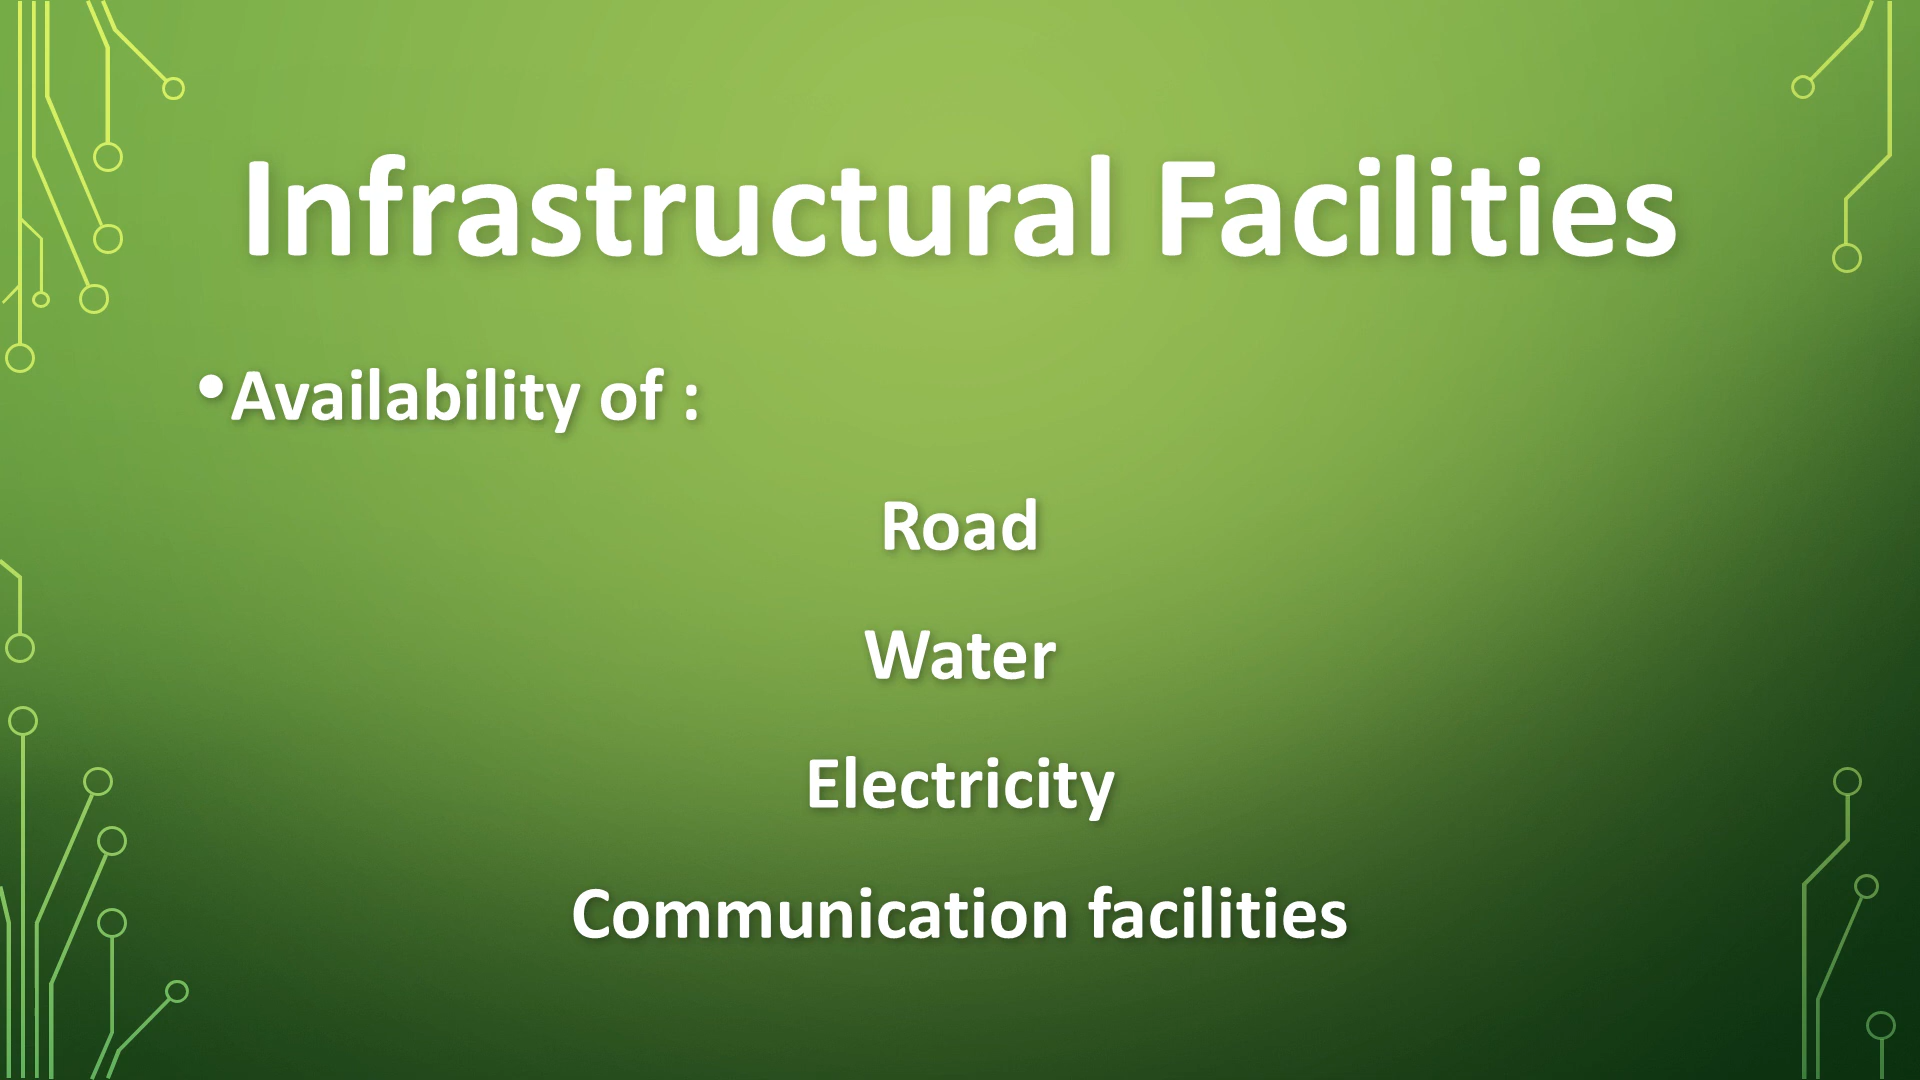 Infrastructural Facilities
•Availability of :
Road
Water
Electricity
Communication facilities